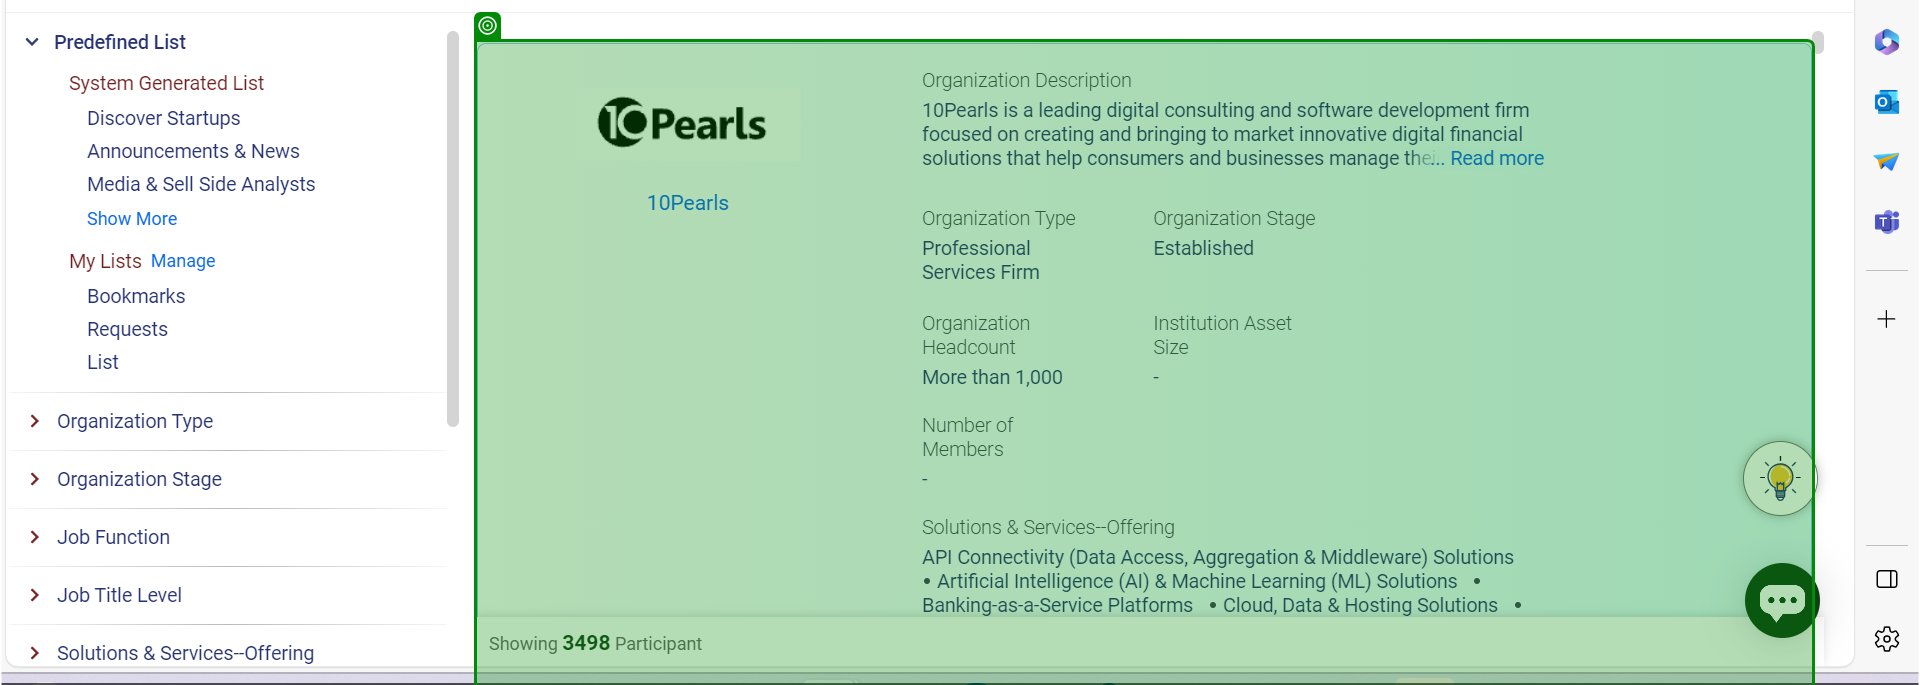 Predefined List
System Generated List
Discover Startups
Announcements & News
Media & Sell Side Analysts
Show More
My Lists Manage
Bookmarks
Requests
List
Organization Type
Organization Stage
Job Function
Job Title Level
Solutions & Services--Offering
10Pearls
10Pearls
Organization Description
10Pearls is a leading digital consulting and software development firm
focused on creating and bringing to market innovative digital financial
solutions that help consumers and businesses manage thei... Read more
Organization Type
Professional
Services Firm
Organization Stage
Established
Organization
Headcount
More than 1,000
Institution Asset
Size
-
Number of
Members
-
Solutions & Services--Offering
API Connectivity (Data Access, Aggregation & Middleware) Solutions
• Artificial Intelligence (AI) & Machine Learning (ML) Solutions •
Banking-as-a-Service Platforms • Cloud, Data & Hosting Solutions •
Showing 3498 Participant